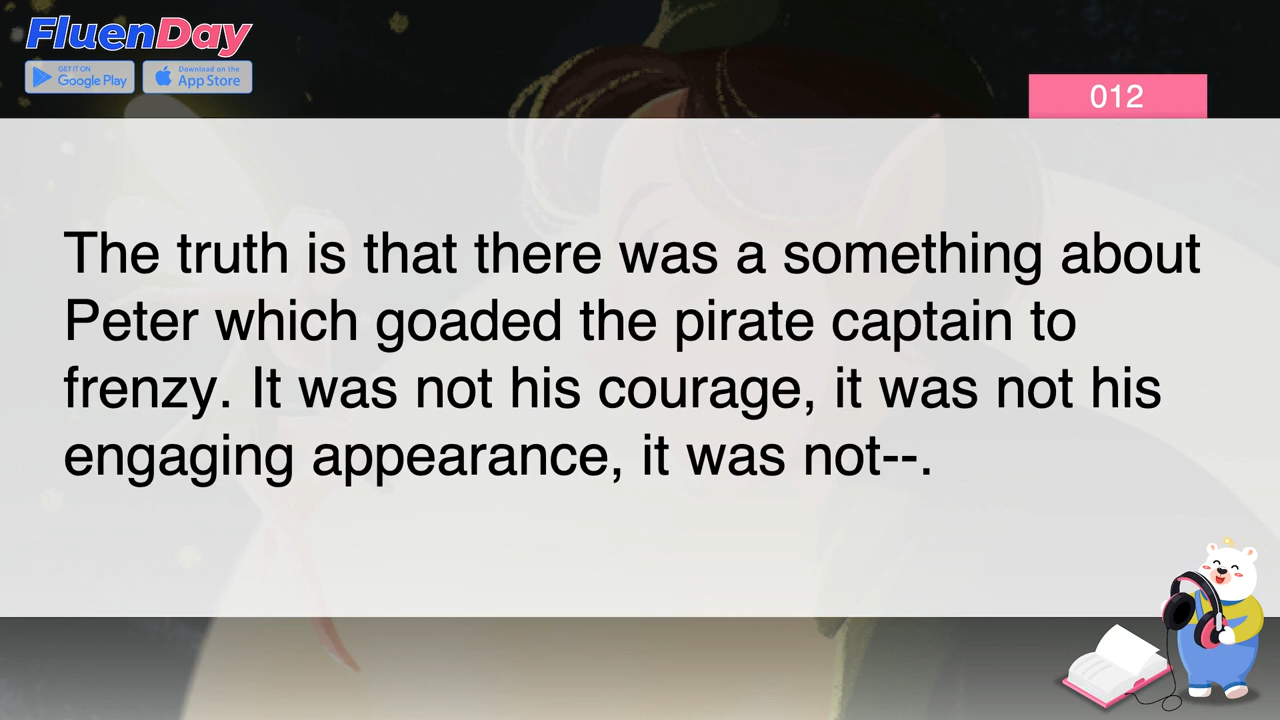 FluenDay
GET IT ON
Google Play
Download on the
App Store
012
The truth is that there was a something about
Peter which goaded the pirate captain to
frenzy. It was not his courage, it was not his
engaging appearance, it was not--.